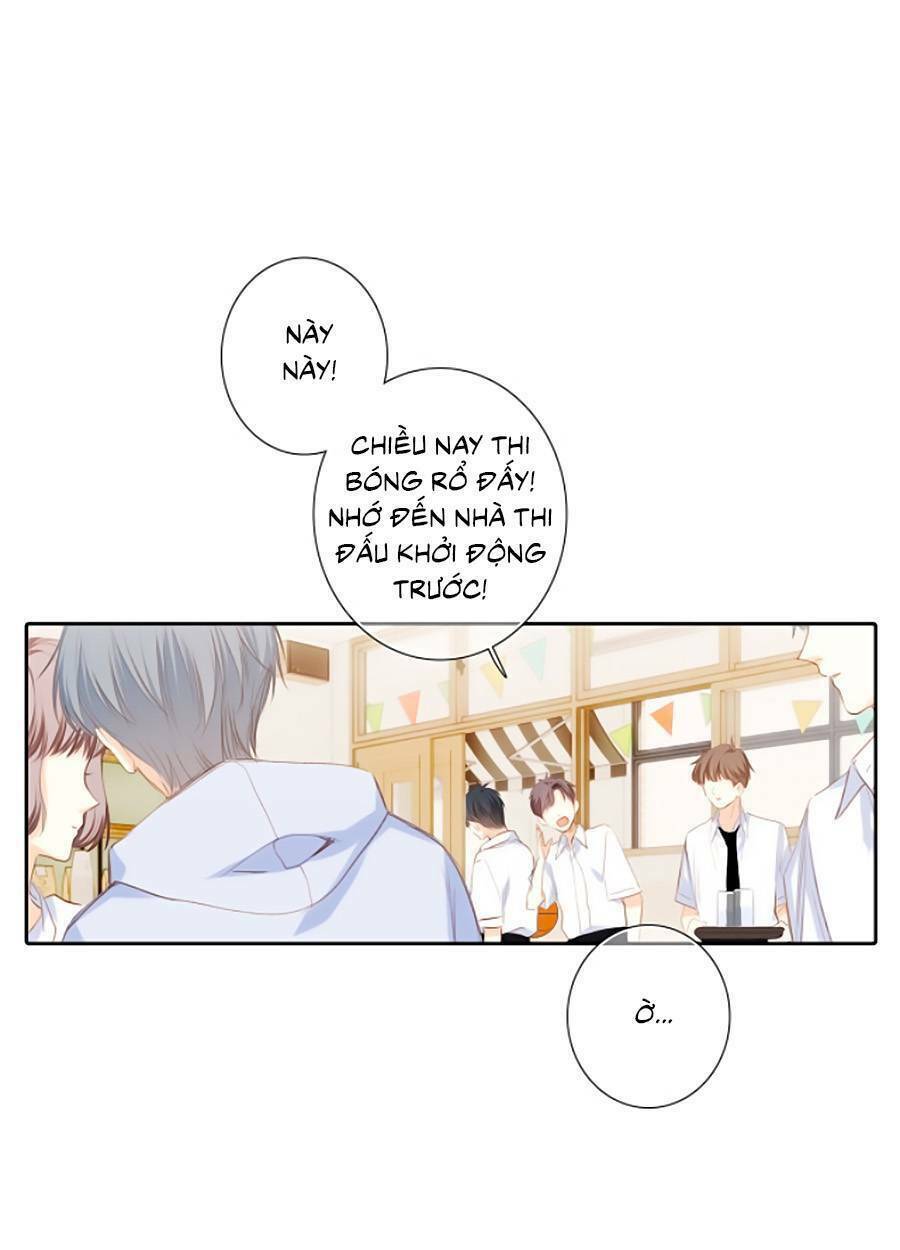 NÀY
NÀY!
CHIỀU NAY THI
BÓNG RỔ ĐẤY!
NHỚ ĐẾN NHÀ THI
ĐẤU KHỞI ĐỘNG
TRƯỚC!
Ờ...